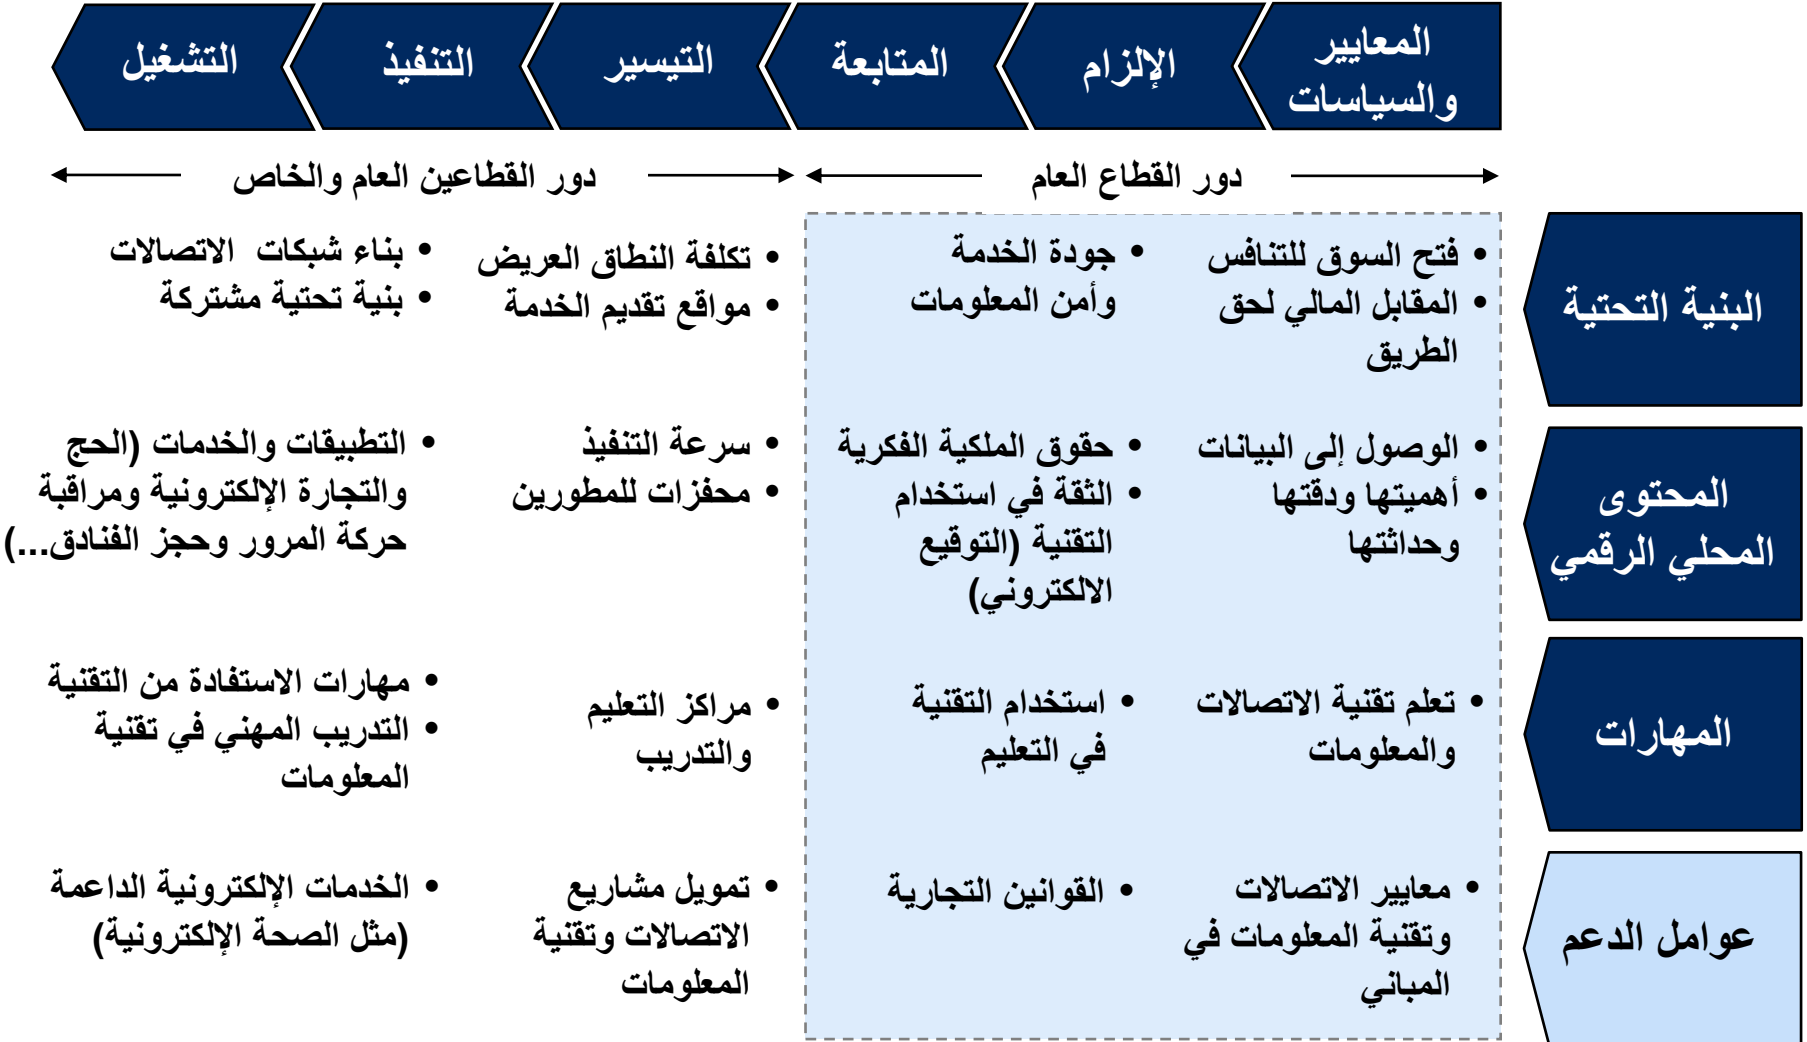 المعايير
والسياسات
الإلزام
المتابعة
التيسير
التنفيذ
التشغيل
دور القطاع العام
دور القطاعين العام والخاص
البنية التحتية
• فتح السوق للتنافس
• المقابل المالي لحق
الطريق
• جودة الخدمة
وأمن المعلومات
• تكلفة النطاق العريض
• مواقع تقديم الخدمة
• بناء شبكات الاتصالات
• بنية تحتية مشتركة
المحتوى
المحلي الرقمي
• الوصول إلى البيانات
• أهميتها ودقتها
وحداثتها
• حقوق الملكية الفكرية
• الثقة في استخدام
التقنية (التوقيع
الالكتروني)
• سرعة التنفيذ
• محفزات للمطورين
• التطبيقات والخدمات (الحج
والتجارة الإلكترونية ومراقبة
حركة المرور وحجز الفنادق...)
المهارات
• تعلم تقنية الاتصالات
والمعلومات
• استخدام التقنية
في التعليم
• مراكز التعليم
والتدريب
• مهارات الاستفادة من التقنية
• التدريب المهني في تقنية
المعلومات
عوامل الدعم
• معايير الاتصالات
وتقنية المعلومات في
المباني
• القوانين التجارية
• تمويل مشاريع
الاتصالات وتقنية
المعلومات
• الخدمات الإلكترونية الداعمة
(مثل الصحة الإلكترونية)